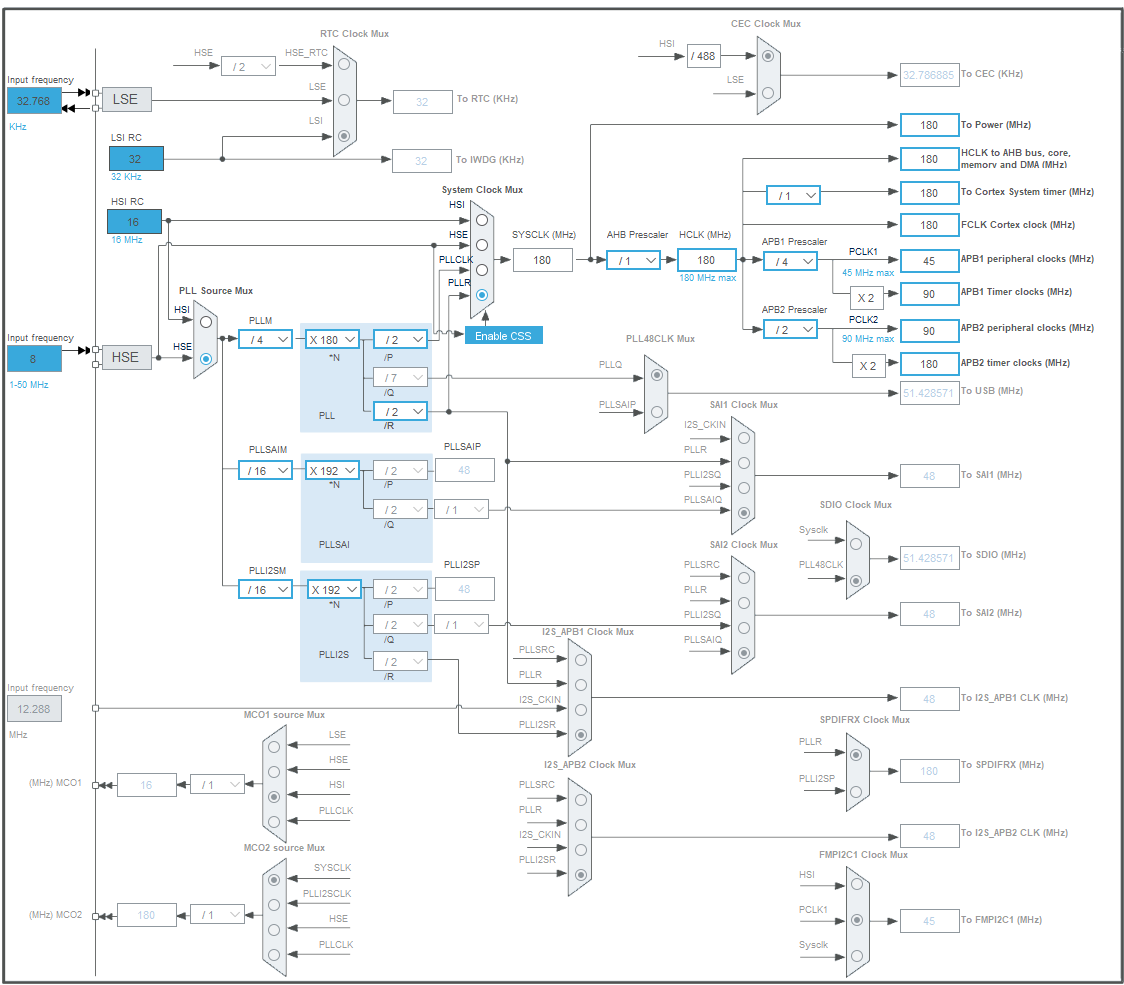 RTC Clock Mux
CEC Clock Mux
HSE
/ 2
HSE_RTC
HSI
/ 488
Input frequency
32.768
KHz
LSE
LSE
LSI
32
To RTC (KHz)
LSE
32.786885
To CEC (KHz)
LSI RC
32
32 KHz
32
To IWDG (KHz)
180
To Power (MHz)
HSI RC
16
16 MHz
System Clock Mux
HSI
HSE
PLLCLK
PLLR
SYSCLK (MHz)
180
AHB Prescaler
/ 1
HCLK (MHz)
180
180 MHz max
180
HCLK to AHB bus, core,
memory and DMA (MHz)
/ 1
180
To Cortex System timer (MHz)
180
FCLK Cortex clock (MHz)
APB1 Prescaler
/ 4
PCLK1
45 MHz max
45
APB1 peripheral clocks (MHz)
X 2
90
APB1 Timer clocks (MHz)
APB2 Prescaler
/ 2
PCLK2
90 MHz max
90
APB2 peripheral clocks (MHz)
X 2
180
APB2 timer clocks (MHz)
Enable CSS
PLL Source Mux
HSI
HSE
Input frequency
8
1-50 MHz
HSE
PLLM
/ 4
X 180
*N
/ 2
/P
/ 7
/Q
/ 2
/R
PLL
PLL48CLK Mux
PLLQ
PLLSAIP
51.428571
To USB (MHz)
PLLSAIM
/ 16
X 192
*N
/ 2
/P
PLLSAIP
48
/ 2
/Q
/ 1
PLLSAI
SAI1 Clock Mux
I2S_CKIN
PLLR
PLLI2SQ
PLLSAIQ
48
To SAI1 (MHz)
SDIO Clock Mux
Sysclk
PLL48CLK
51.428571
To SDIO (MHz)
SAI2 Clock Mux
PLLSRC
PLLR
PLLI2SQ
PLLSAIQ
48
To SAI2 (MHz)
PLLI2SM
/ 16
X 192
*N
/ 2
/P
PLLI2SP
48
/ 2
/Q
/ 1
/ 2
/R
PLLI2S
I2S_APB1 Clock Mux
PLLSRC
PLLR
I2S_CKIN
PLLI2SR
48
To I2S_APB1 CLK (MHz)
Input frequency
12.288
MHz
MCO1 source Mux
LSE
HSE
HSI
PLLCLK
(MHz) MCO1
16
/ 1
SPDIFRX Clock Mux
PLLR
PLLI2SP
180
To SPDIFRX (MHz)
I2S_APB2 Clock Mux
PLLSRC
PLLR
I2S_CKIN
PLLI2SR
48
To I2S_APB2 CLK (MHz)
MCO2 source Mux
SYSCLK
PLLI2SCLK
HSE
PLLCLK
(MHz) MCO2
180
/ 1
FMPI2C1 Clock Mux
HSI
PCLK1
Sysclk
45
To FMPI2C1 (MHz)